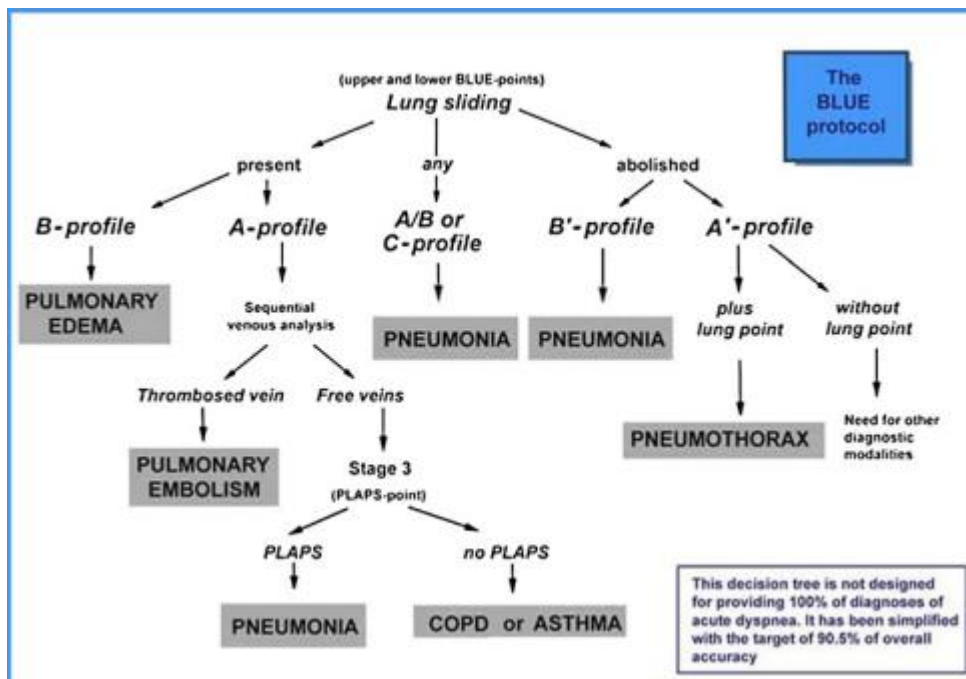 (upper and lower BLUE-points)
Lung sliding
The
BLUE
protocol
present
any
abolished
B-profile
A-profile
A/B or
C-profile
B'-profile
A'-profile
PULMONARY
EDEMA
Sequential
venous analysis
PNEUMONIA
PNEUMONIA
plus
lung point
without
lung point
Thrombosed vein
Free veins
PULMONARY
EMBOLISM
Stage 3
(PLAPS-point)
PNEUMOTHORAX
Need for other
diagnostic
modalities
PLAPS
no PLAPS
PNEUMONIA
COPD or ASTHMA
This decision tree is not designed
for providing 100% of diagnoses of
acute dyspnea. It has been simplified
with the target of 90.5% of overall
accuracy